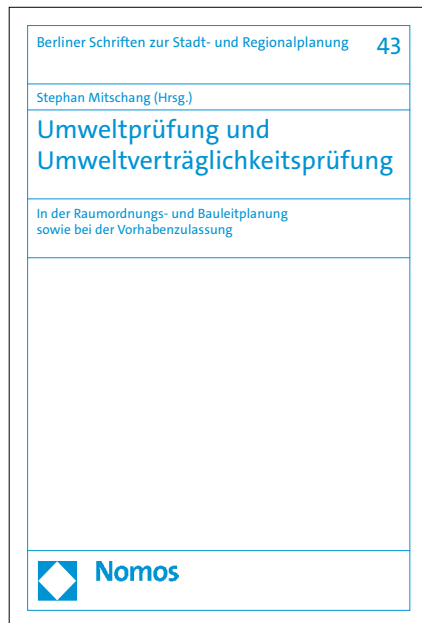 Berliner Schriften zur Stadt- und Regionalplanung 43
Stephan Mitschang (Hrsg.)
Umweltprüfung und
Umweltverträglichkeitsprüfung
In der Raumordnungs- und Bauleitplanung
sowie bei der Vorhabenzulassung
Nomos